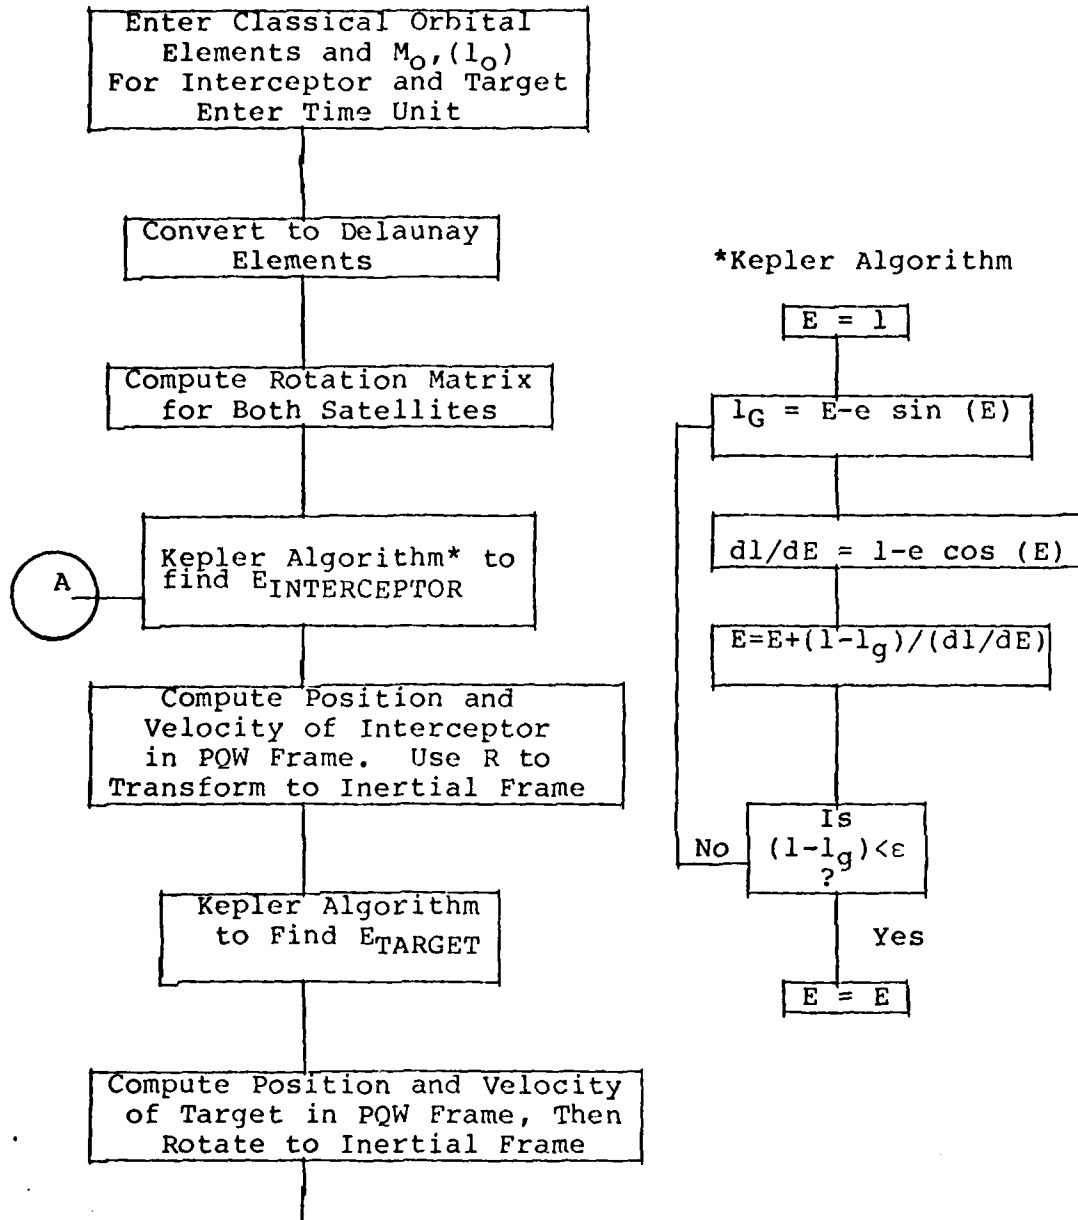 Enter Classical Orbital
Elements and Mo,(lo)
For Interceptor and Target
Enter Time Unit
Convert to Delaunay
Elements
Compute Rotation Matrix
for Both Satellites
A
Kepler Algorithm* to
find EINTERCEPTOR
Compute Position and
Velocity of Interceptor
in PQW Frame. Use R to
Transform to Inertial Frame
Kepler Algorithm
to Find ETARGET
Compute Position and Velocity
of Target in PQW Frame, Then
Rotate to Inertial Frame
*Kepler Algorithm
E = l
lG = E-e sin (E)
dl/dE = 1-e cos (E)
E=E+(l-lg)/(dl/dE)
Is
(l-lg)<ε
?
No
Yes
E = E